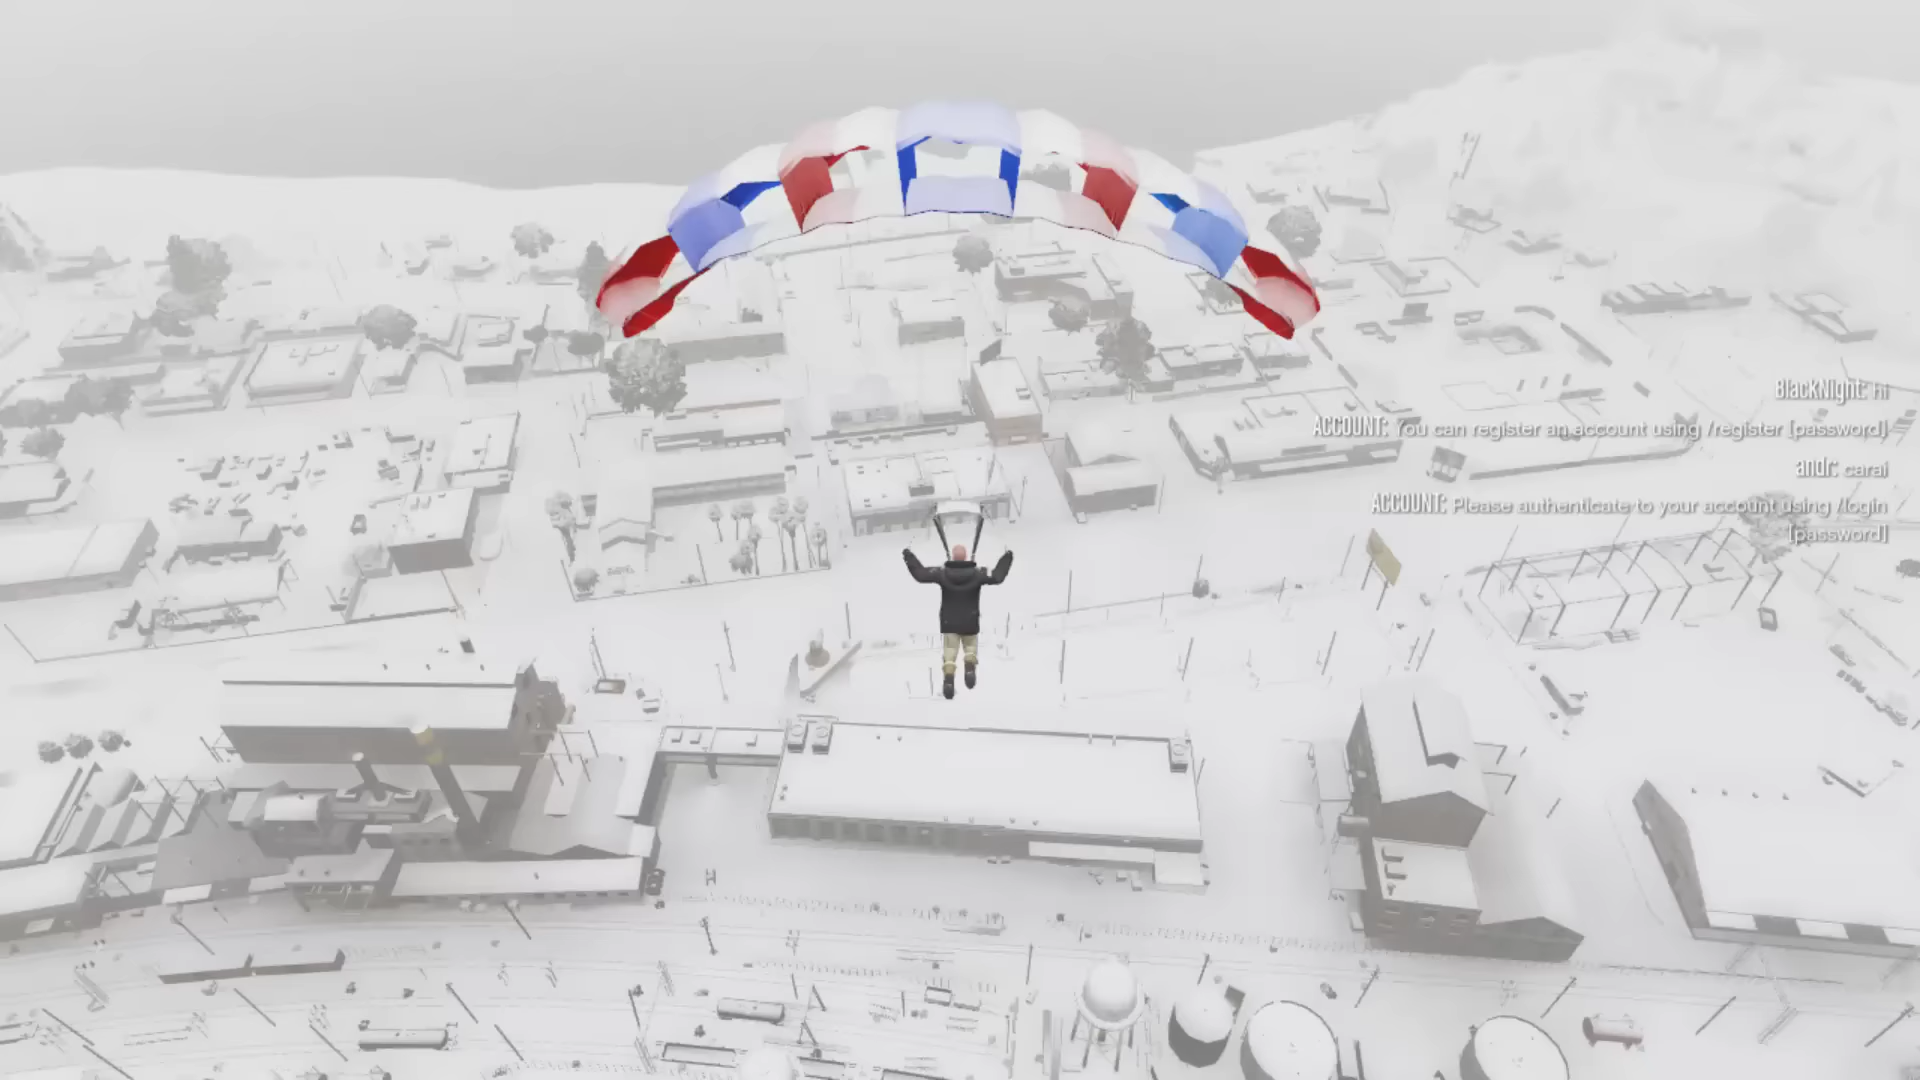 BlackNight: hi
ACCOUNT: You can register an account using /register [password]
andr: carai
ACCOUNT: Please authenticate to your account using /login
[password]